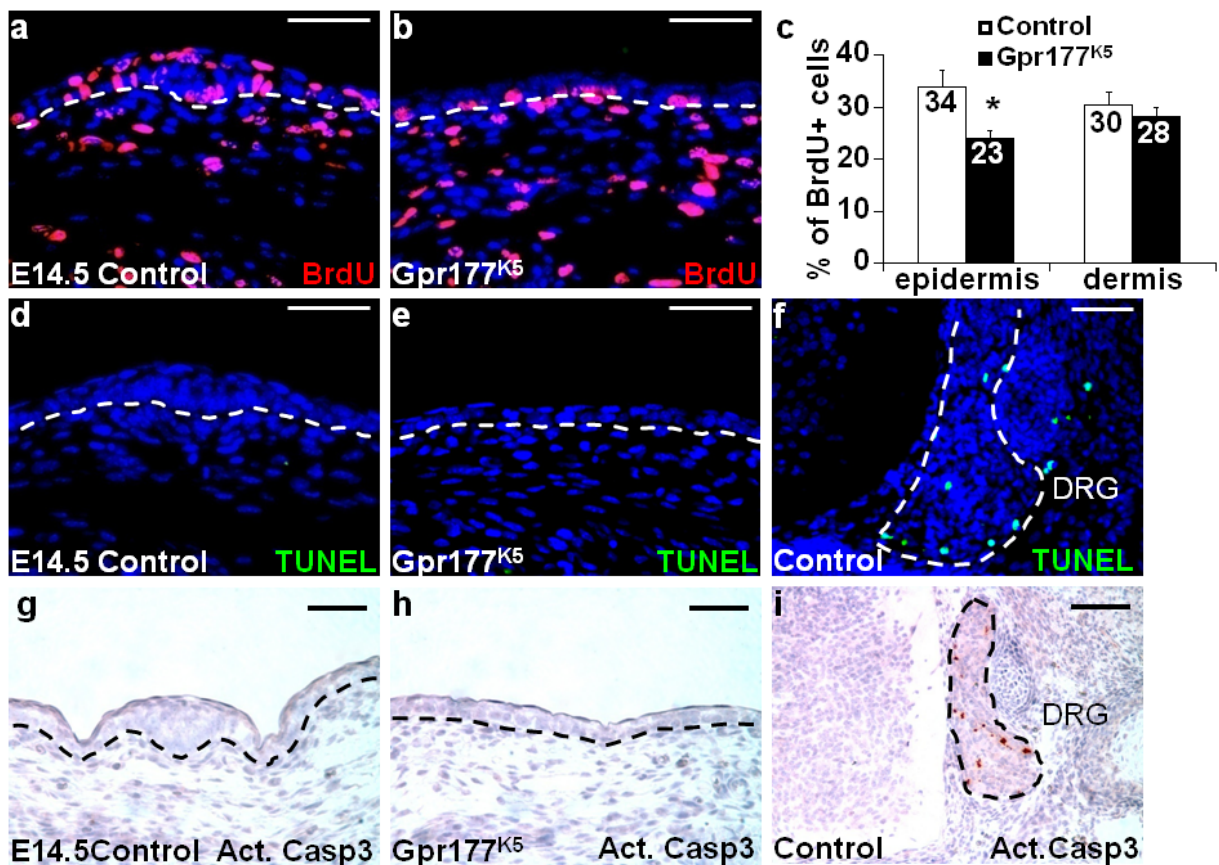 a
b
c
Control
Gpr177K5
% of BrdU+ cells
40
30
20
10
0
34
*
23
30
28
epidermis
dermis
E14.5 Control
BrdU
Gpr177K5
BrdU
d
e
f
DRG
E14.5 Control
TUNEL
Gpr177K5
TUNEL
Control
TUNEL
g
h
i
DRG
E14.5Control
Act. Casp3
Gpr177K5
Act. Casp3
Control
Act. Casp3